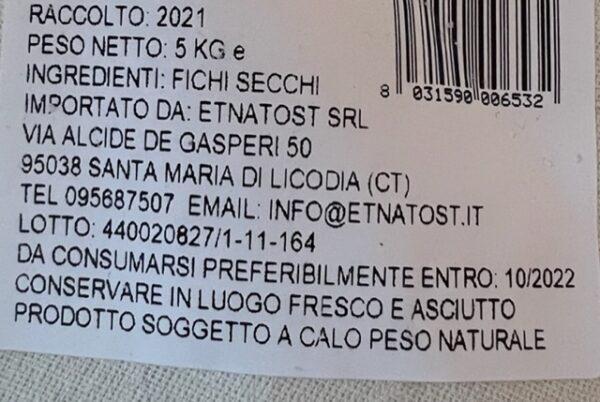 RACCOLTO: 2021
PESO NETTO: 5 KG e
INGREDIENTI: FICHI SECCHI
8 031590 006532
IMPORTATO DA: ETNATOST SRL
VIA ALCIDE DE GASPERI 50
95038 SANTA MARIA DI LICODIA (CT)
TEL 095687507 EMAIL: INFO@ETNATOST.IT
LOTTO: 440020827/1-11-164
DA CONSUMARSI PREFERIBILMENTE ENTRO: 10/2022
CONSERVARE IN LUOGO FRESCO E ASCIUTTO
PRODOTTO SOGGETTO A CALO PESO NATURALE